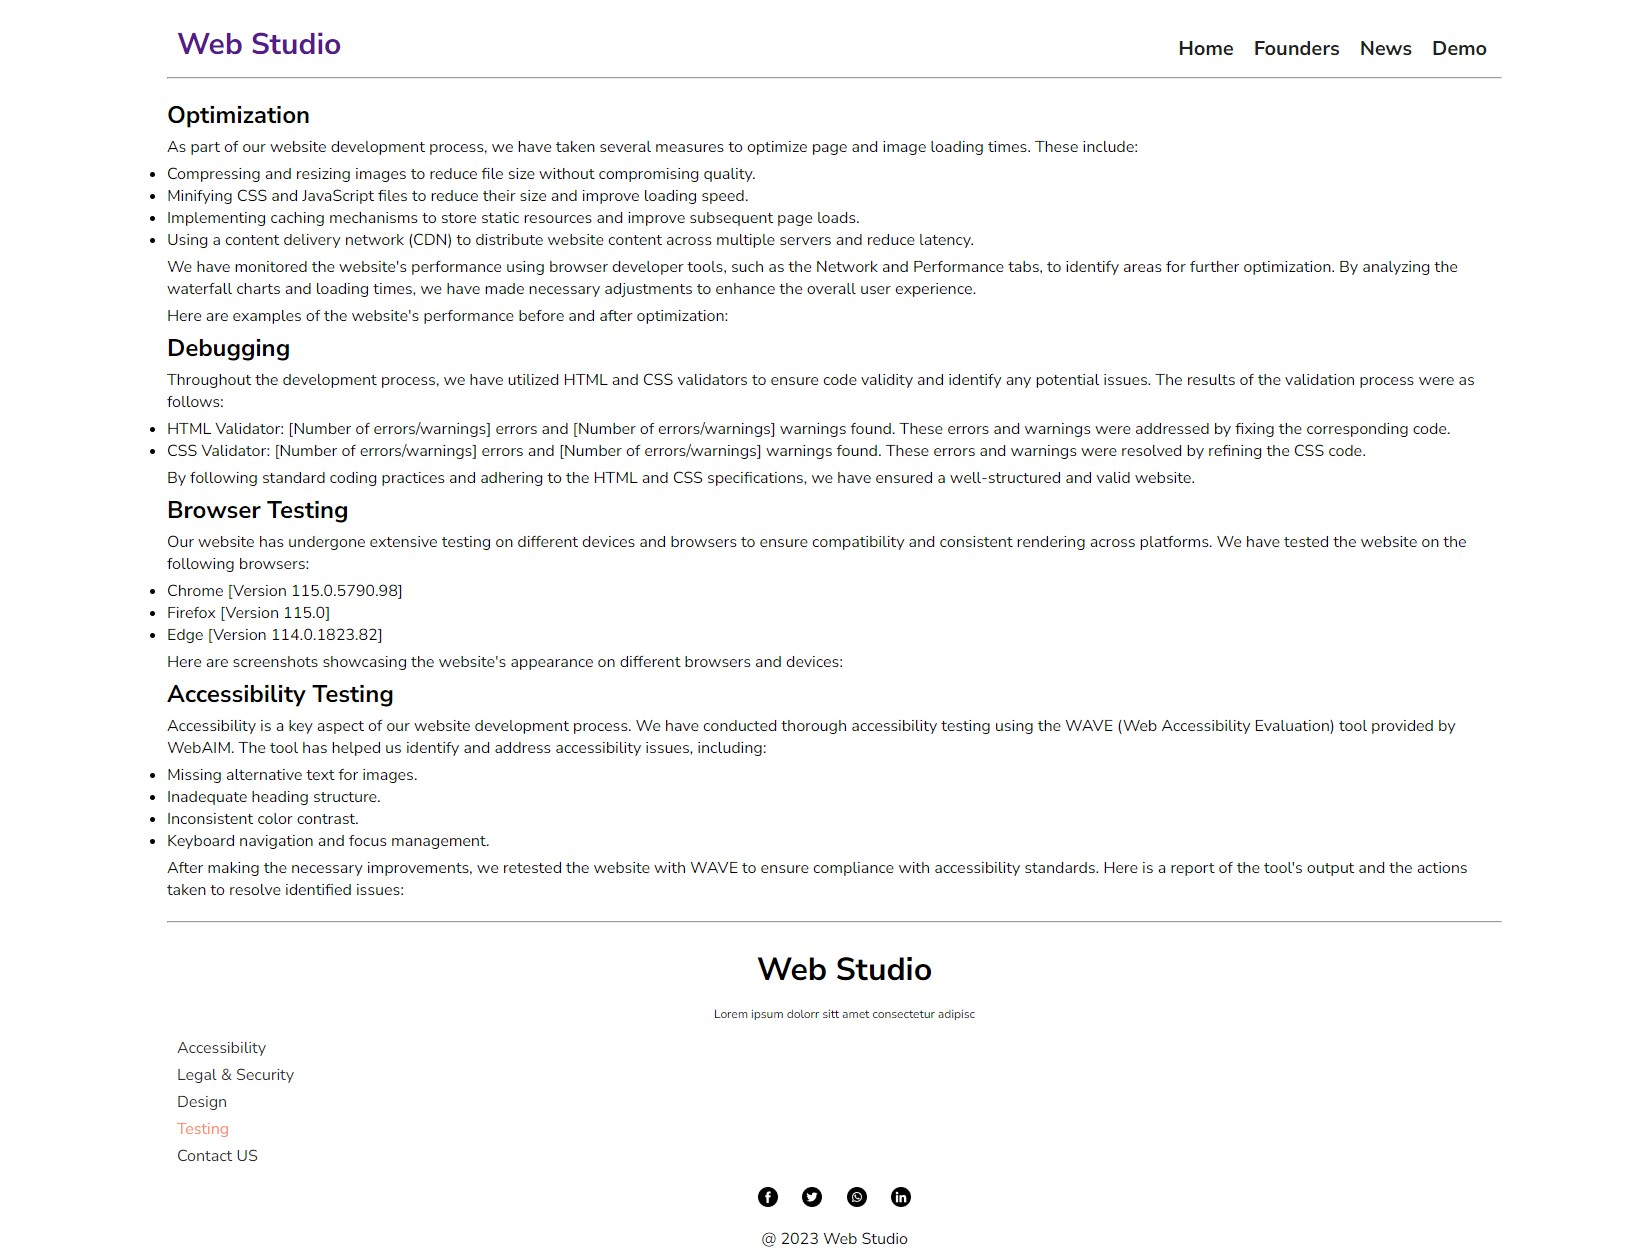 Web Studio
Home Founders News Demo
Optimization
As part of our website development process, we have taken several measures to optimize page and image loading times. These include:
• Compressing and resizing images to reduce file size without compromising quality.
• Minifying CSS and JavaScript files to reduce their size and improve loading speed.
• Implementing caching mechanisms to store static resources and improve subsequent page loads.
• Using a content delivery network (CDN) to distribute website content across multiple servers and reduce latency.
We have monitored the website's performance using browser developer tools, such as the Network and Performance tabs, to identify areas for further optimization. By analyzing the
waterfall charts and loading times, we have made necessary adjustments to enhance the overall user experience.
Here are examples of the website's performance before and after optimization:
Debugging
Throughout the development process, we have utilized HTML and CSS validators to ensure code validity and identify any potential issues. The results of the validation process were as
follows:
• HTML Validator: [Number of errors/warnings] errors and [Number of errors/warnings] warnings found. These errors and warnings were addressed by fixing the corresponding code.
• CSS Validator: [Number of errors/warnings] errors and [Number of errors/warnings] warnings found. These errors and warnings were resolved by refining the CSS code.
By following standard coding practices and adhering to the HTML and CSS specifications, we have ensured a well-structured and valid website.
Browser Testing
Our website has undergone extensive testing on different devices and browsers to ensure compatibility and consistent rendering across platforms. We have tested the website on the
following browsers:
• Chrome [Version 115.0.5790.98]
• Firefox [Version 115.0]
• Edge [Version 114.0.1823.82]
Here are screenshots showcasing the website's appearance on different browsers and devices:
Accessibility Testing
Accessibility is a key aspect of our website development process. We have conducted thorough accessibility testing using the WAVE (Web Accessibility Evaluation) tool provided by
WebAIM. The tool has helped us identify and address accessibility issues, including:
• Missing alternative text for images.
• Inadequate heading structure.
• Inconsistent color contrast.
• Keyboard navigation and focus management.
After making the necessary improvements, we retested the website with WAVE to ensure compliance with accessibility standards. Here is a report of the tool's output and the actions
taken to resolve identified issues:
Web Studio
Lorem ipsum dolorr sitt amet consectetur adipisc
Accessibility
Legal & Security
Design
Testing
Contact US
@ 2023 Web Studio